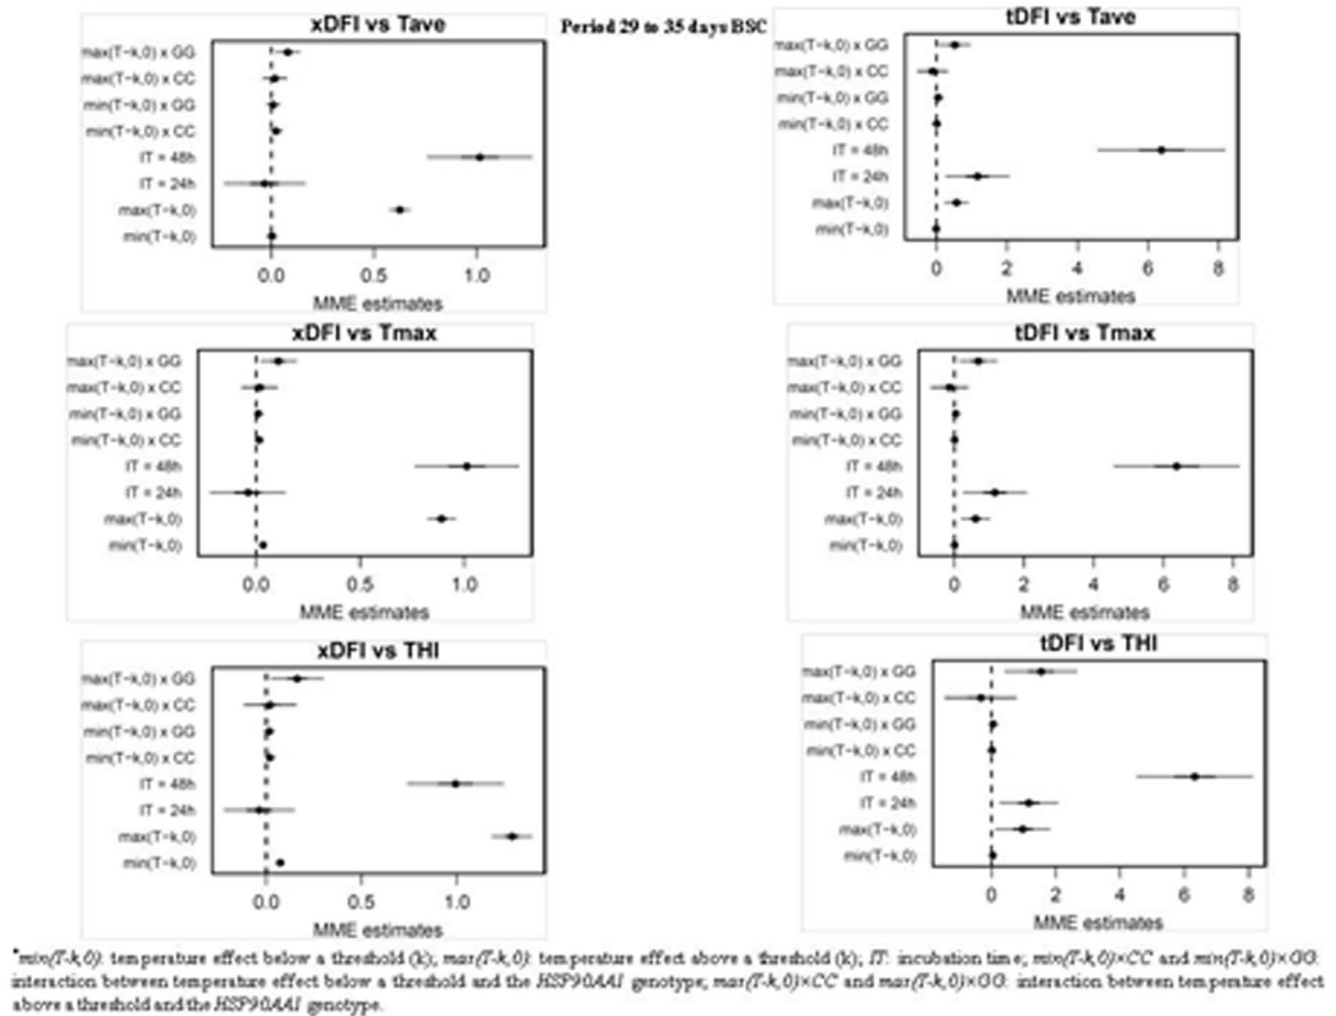 xDFI vs Tave
max(T−k,0) x GG
max(T−k,0) x CC
min(T−k,0) x GG
min(T−k,0) x CC
IT = 48h
IT = 24h
max(T−k,0)
min(T−k,0)
0.0 0.5 1.0
MME estimates
Period 29 to 35 days BSC
tDFI vs Tave
max(T−k,0) x GG
max(T−k,0) x CC
min(T−k,0) x GG
min(T−k,0) x CC
IT = 48h
IT = 24h
max(T−k,0)
min(T−k,0)
0 2 4 6 8
MME estimates
xDFI vs Tmax
max(T−k,0) x GG
max(T−k,0) x CC
min(T−k,0) x GG
min(T−k,0) x CC
IT = 48h
IT = 24h
max(T−k,0)
min(T−k,0)
0.0 0.5 1.0
MME estimates
tDFI vs Tmax
max(T−k,0) x GG
max(T−k,0) x CC
min(T−k,0) x GG
min(T−k,0) x CC
IT = 48h
IT = 24h
max(T−k,0)
min(T−k,0)
0 2 4 6 8
MME estimates
xDFI vs THI
max(T−k,0) x GG
max(T−k,0) x CC
min(T−k,0) x GG
min(T−k,0) x CC
IT = 48h
IT = 24h
max(T−k,0)
min(T−k,0)
0.0 0.5 1.0
MME estimates
tDFI vs THI
max(T−k,0) x GG
max(T−k,0) x CC
min(T−k,0) x GG
min(T−k,0) x CC
IT = 48h
IT = 24h
max(T−k,0)
min(T−k,0)
0 2 4 6 8
MME estimates
*min(T-k,0): temperature effect below a threshold (k); max(T-k,0): temperature effect above a threshold (k); IT: incubation time; min(T-k,0)×CC and min(T-k,0)×GG:
interaction between temperature effect below a threshold and the HSP90AA1 genotype; max(T-k,0)×CC and max(T-k,0)×GG: interaction between temperature effect
above a threshold and the HSP90AA1 genotype.